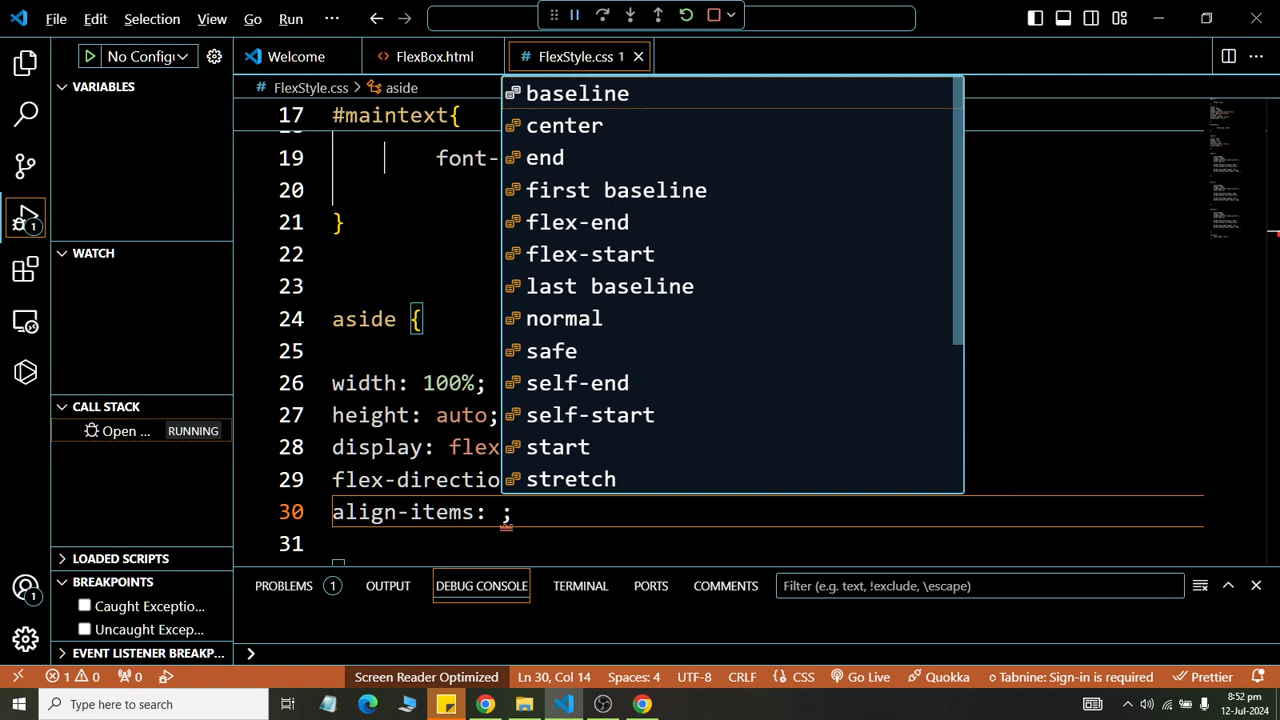 File Edit Selection View Go Run ···
No Configı
Welcome
FlexBox.html
# FlexStyle.css 1
VARIABLES
# FlexStyle.css > aside
17 #maintext{
19 font-
20
21 }
22
23
24 aside {
25
26 width: 100%;
27 height: auto;
28 display: flex
29 flex-directio
30 align-items: ;
31
baseline
center
end
first baseline
flex-end
flex-start
last baseline
normal
safe
self-end
self-start
start
stretch
1
WATCH
CALL STACK
Open ... RUNNING
LOADED SCRIPTS
BREAKPOINTS
Caught Exceptio...
Uncaught Excep...
EVENT LISTENER BREAKP...
1
PROBLEMS 1 OUTPUT DEBUG CONSOLE TERMINAL PORTS COMMENTS
Filter (e.g. text, !exclude, \escape)
1 0 0 Screen Reader Optimized Ln 30, Col 14 Spaces: 4 UTF-8 CRLF {} CSS Go Live Quokka Tabnine: Sign-in is required Prettier
Type here to search
8:52 pm
12-Jul-2024